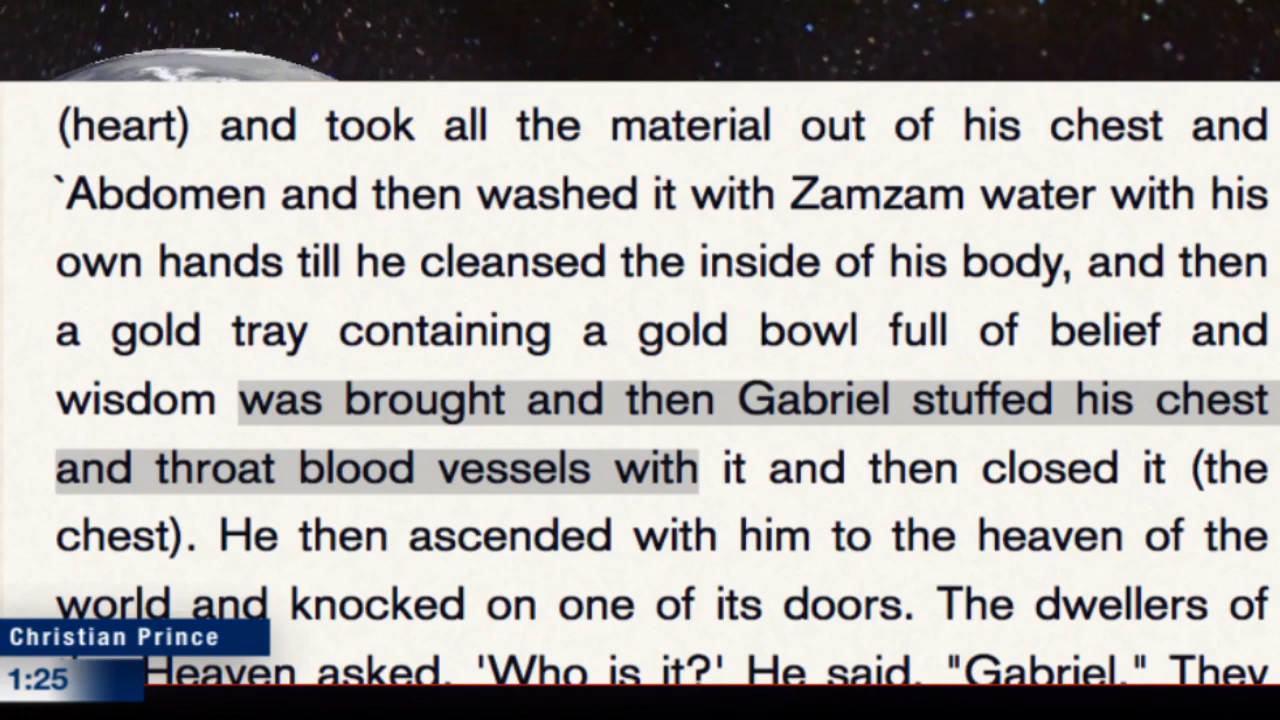 (heart) and took all the material out of his chest and
`Abdomen and then washed it with Zamzam water with his
own hands till he cleansed the inside of his body, and then
a gold tray containing a gold bowl full of belief and
wisdom was brought and then Gabriel stuffed his chest
and throat blood vessels with it and then closed it (the
chest). He then ascended with him to the heaven of the
world and knocked on one of its doors. The dwellers of
Christian Prince
Heaven asked, 'Who is it?' He said, "Gabriel." They
1:25